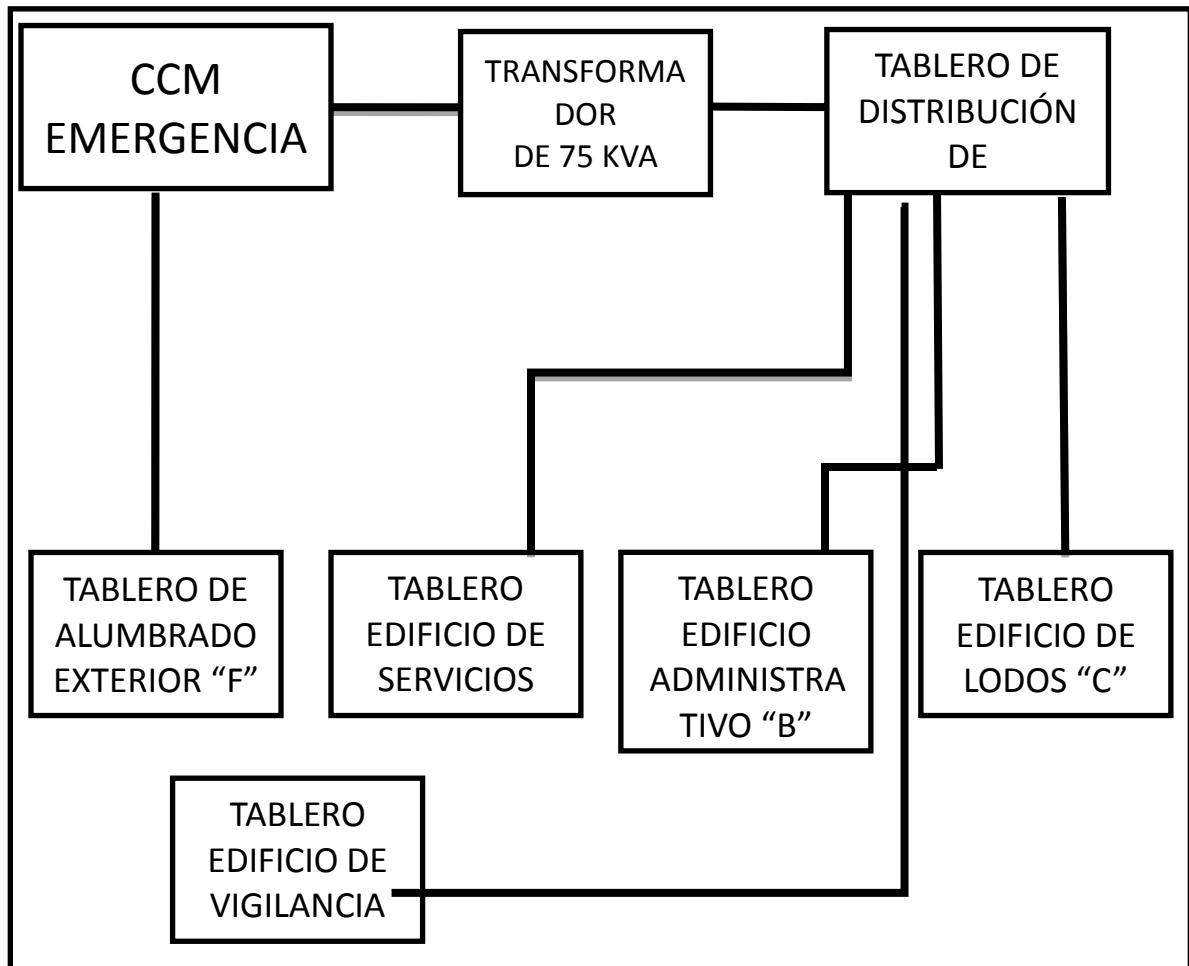 CCM
EMERGENCIA
TRANSFORMA
DOR
DE 75 KVA
TABLERO DE
DISTRIBUCIÓN
DE
TABLERO DE
ALUMBRADO
EXTERIOR “F”
TABLERO
EDIFICIO DE
SERVICIOS
TABLERO
EDIFICIO
ADMINISTRA
TIVO “B”
TABLERO
EDIFICIO DE
LODOS “C”
TABLERO
EDIFICIO DE
VIGILANCIA